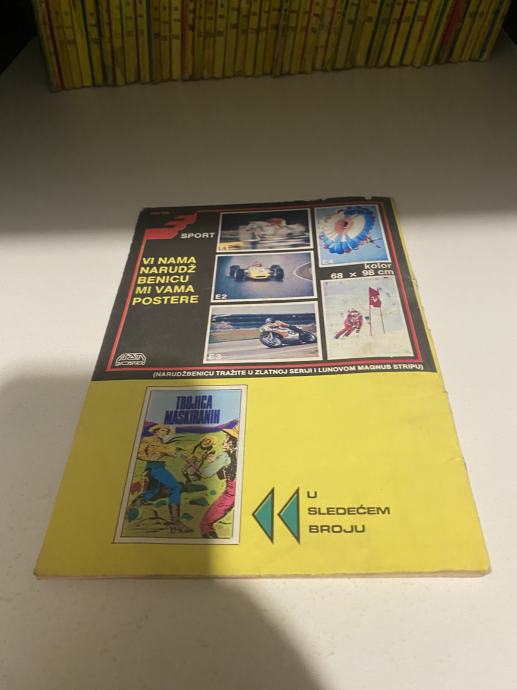 SPORT
VI NAMA
NARUDŽ
BENICU
MI VAMA
POSTERE
E2
E3
E4
kolor
68 × 98 cm
(NARUDŽBENICU TRAŽITE U ZLATNOJ SERIJI I LUNOVOM MAGNUS STRIPU)
TROJICA
MASKIRANIH
U
SLEDEĆEM
BROJU